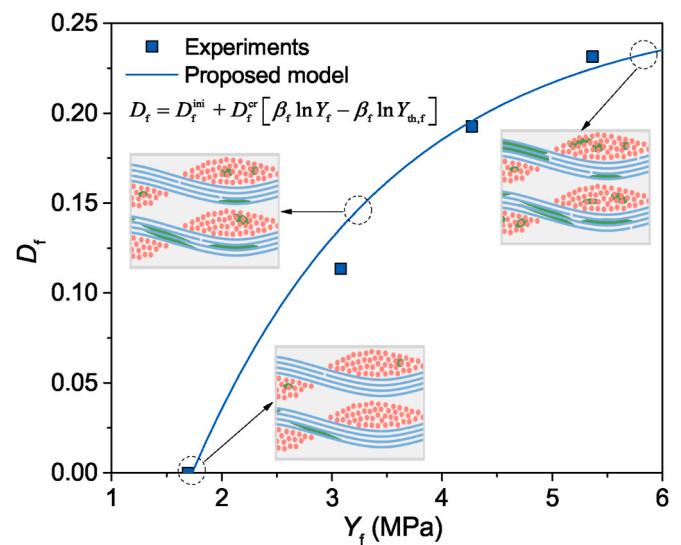 Experiments
Proposed model
D_f = D_f^ini + D_f^cr [β_f ln Y_f − β_f ln Y_th,f]
0.25
0.20
0.15
0.10
0.05
0.00
D_f
1 2 3 4 5 6
Y_f (MPa)